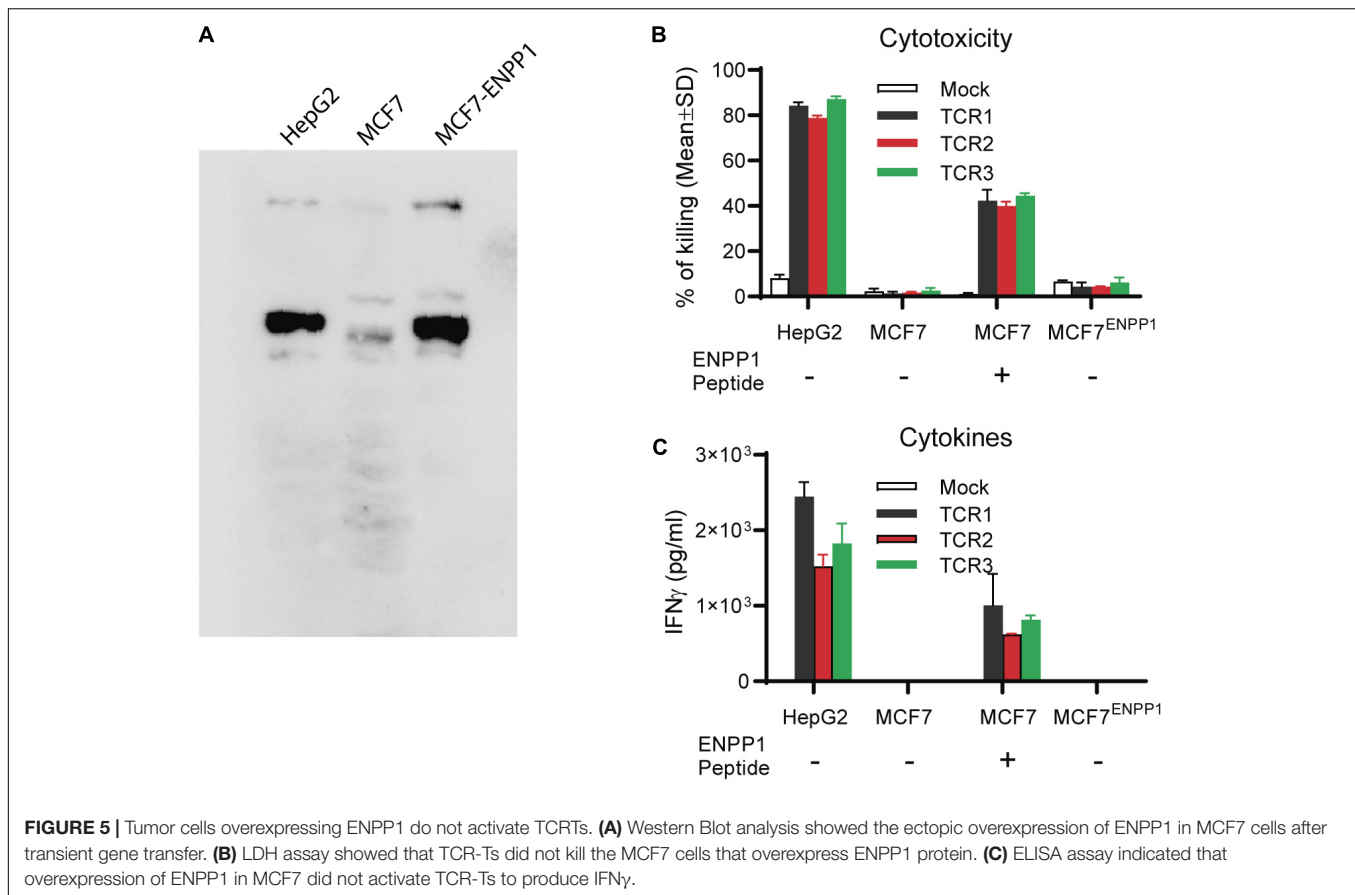 A
HepG2
MCF7
MCF7-ENPP1
B
Cytotoxicity
% of killing (Mean±SD)
100
80
60
40
20
0
Mock
TCR1
TCR2
TCR3
HepG2 MCF7 MCF7 MCF7ENPP1
ENPP1
Peptide - - + -
C
Cytokines
IFNγ (pg/ml)
3×10³
2×10³
1×10³
0
Mock
TCR1
TCR2
TCR3
HepG2 MCF7 MCF7 MCF7ENPP1
ENPP1
Peptide - - + -
FIGURE 5 | Tumor cells overexpressing ENPP1 do not activate TCRTs. (A) Western Blot analysis showed the ectopic overexpression of ENPP1 in MCF7 cells after
transient gene transfer. (B) LDH assay showed that TCR-Ts did not kill the MCF7 cells that overexpress ENPP1 protein. (C) ELISA assay indicated that
overexpression of ENPP1 in MCF7 did not activate TCR-Ts to produce IFNγ.